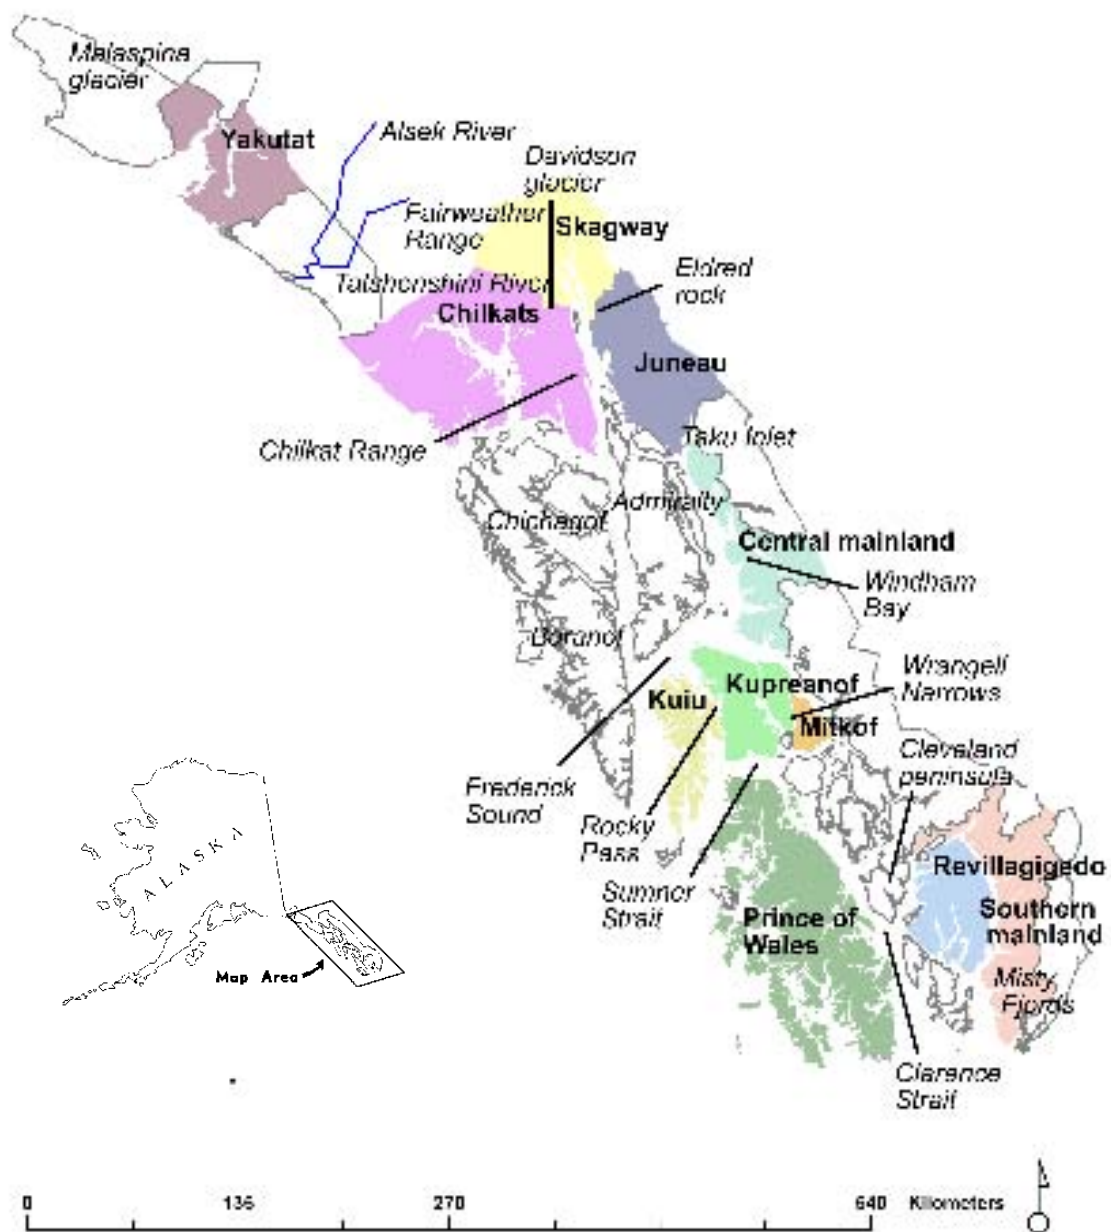 Malaspina
glacier
Yakutat
Alsek River
Davidson
glacier
Fairweather
Range
Skagway
Tatshenshini River
Eldred
rock
Chilkats
Juneau
Chilkat Range
Taku Inlet
Admiralty
Chichagof
Central mainland
Windham
Bay
Baranof
Wrangell
Narrows
Kupreanof
Kuiu
Mitkof
Cleveland
peninsula
Frederick
Sound
Rocky
Pass
Sumner
Strait
Revillagigedo
Prince of
Wales
Southern
mainland
Misty
Fjords
Clarence
Strait
ALASKA
Map Area
0 135 270 640 Kilometers